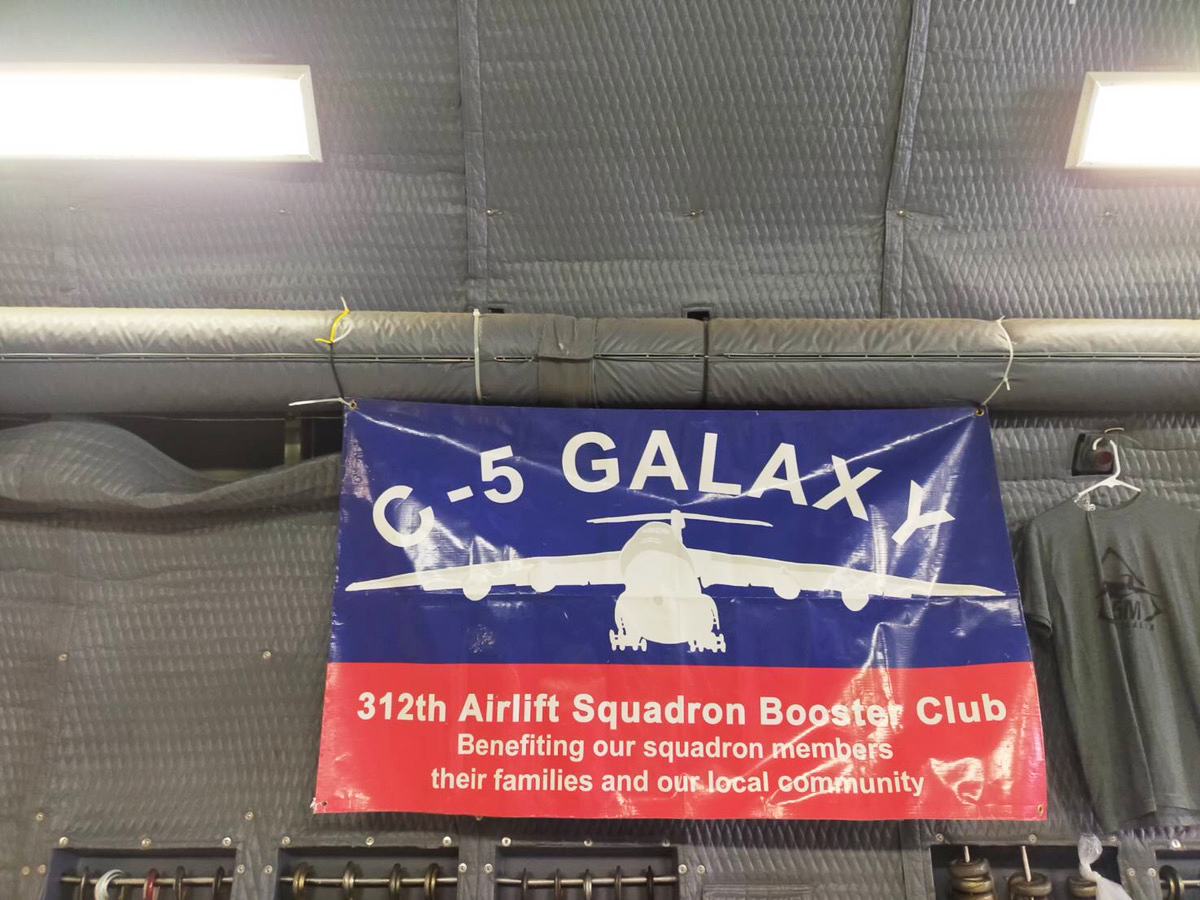 C-5 GALAXY
312th Airlift Squadron Booster Club
Benefiting our squadron members
their families and our local community